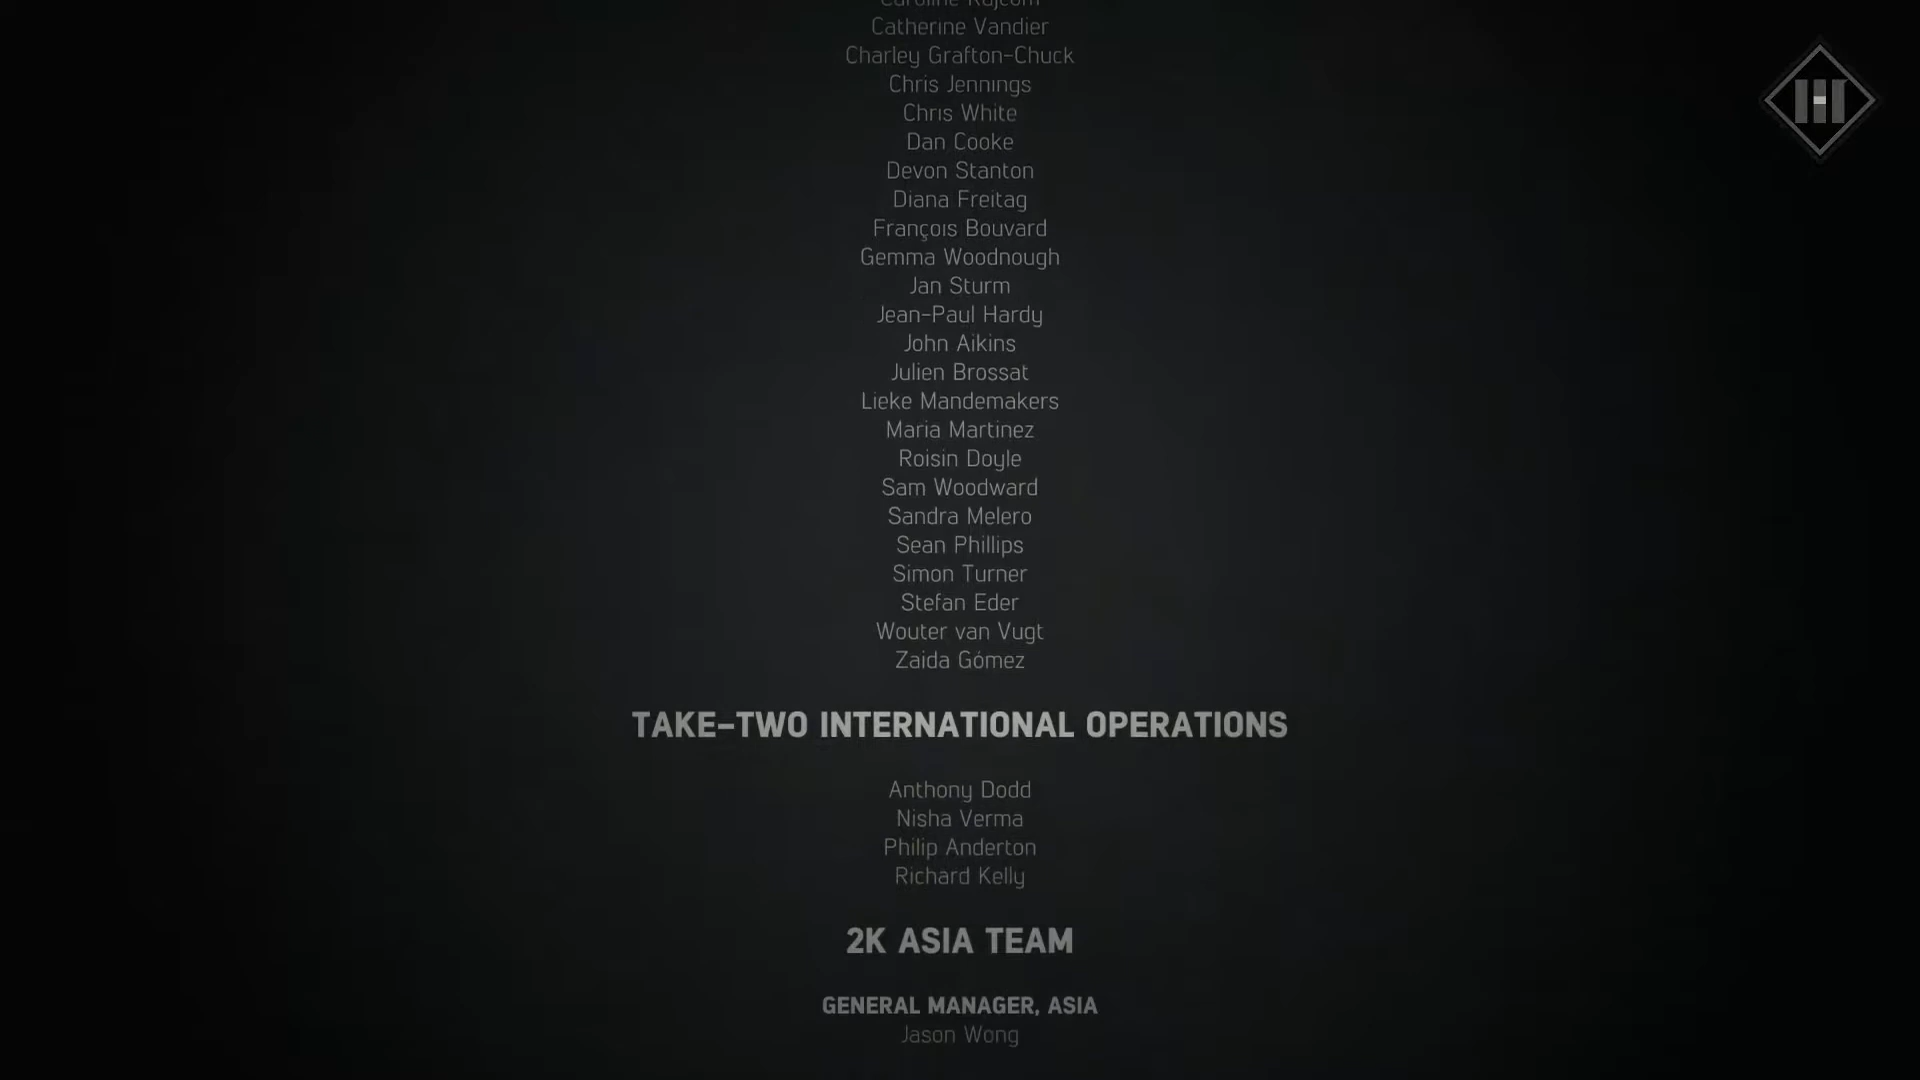 Catherine Vandier
Charley Grafton-Chuck
Chris Jennings
Chris White
Dan Cooke
Devon Stanton
Diana Freitag
François Bouvard
Gemma Woodnough
Jan Sturm
Jean-Paul Hardy
John Aikins
Julien Brossat
Lieke Mandemakers
Maria Martinez
Roisin Doyle
Sam Woodward
Sandra Melero
Sean Phillips
Simon Turner
Stefan Eder
Wouter van Vugt
Zaida Gómez
TAKE-TWO INTERNATIONAL OPERATIONS
Anthony Dodd
Nisha Verma
Philip Anderton
Richard Kelly
2K ASIA TEAM
GENERAL MANAGER, ASIA
Jason Wong